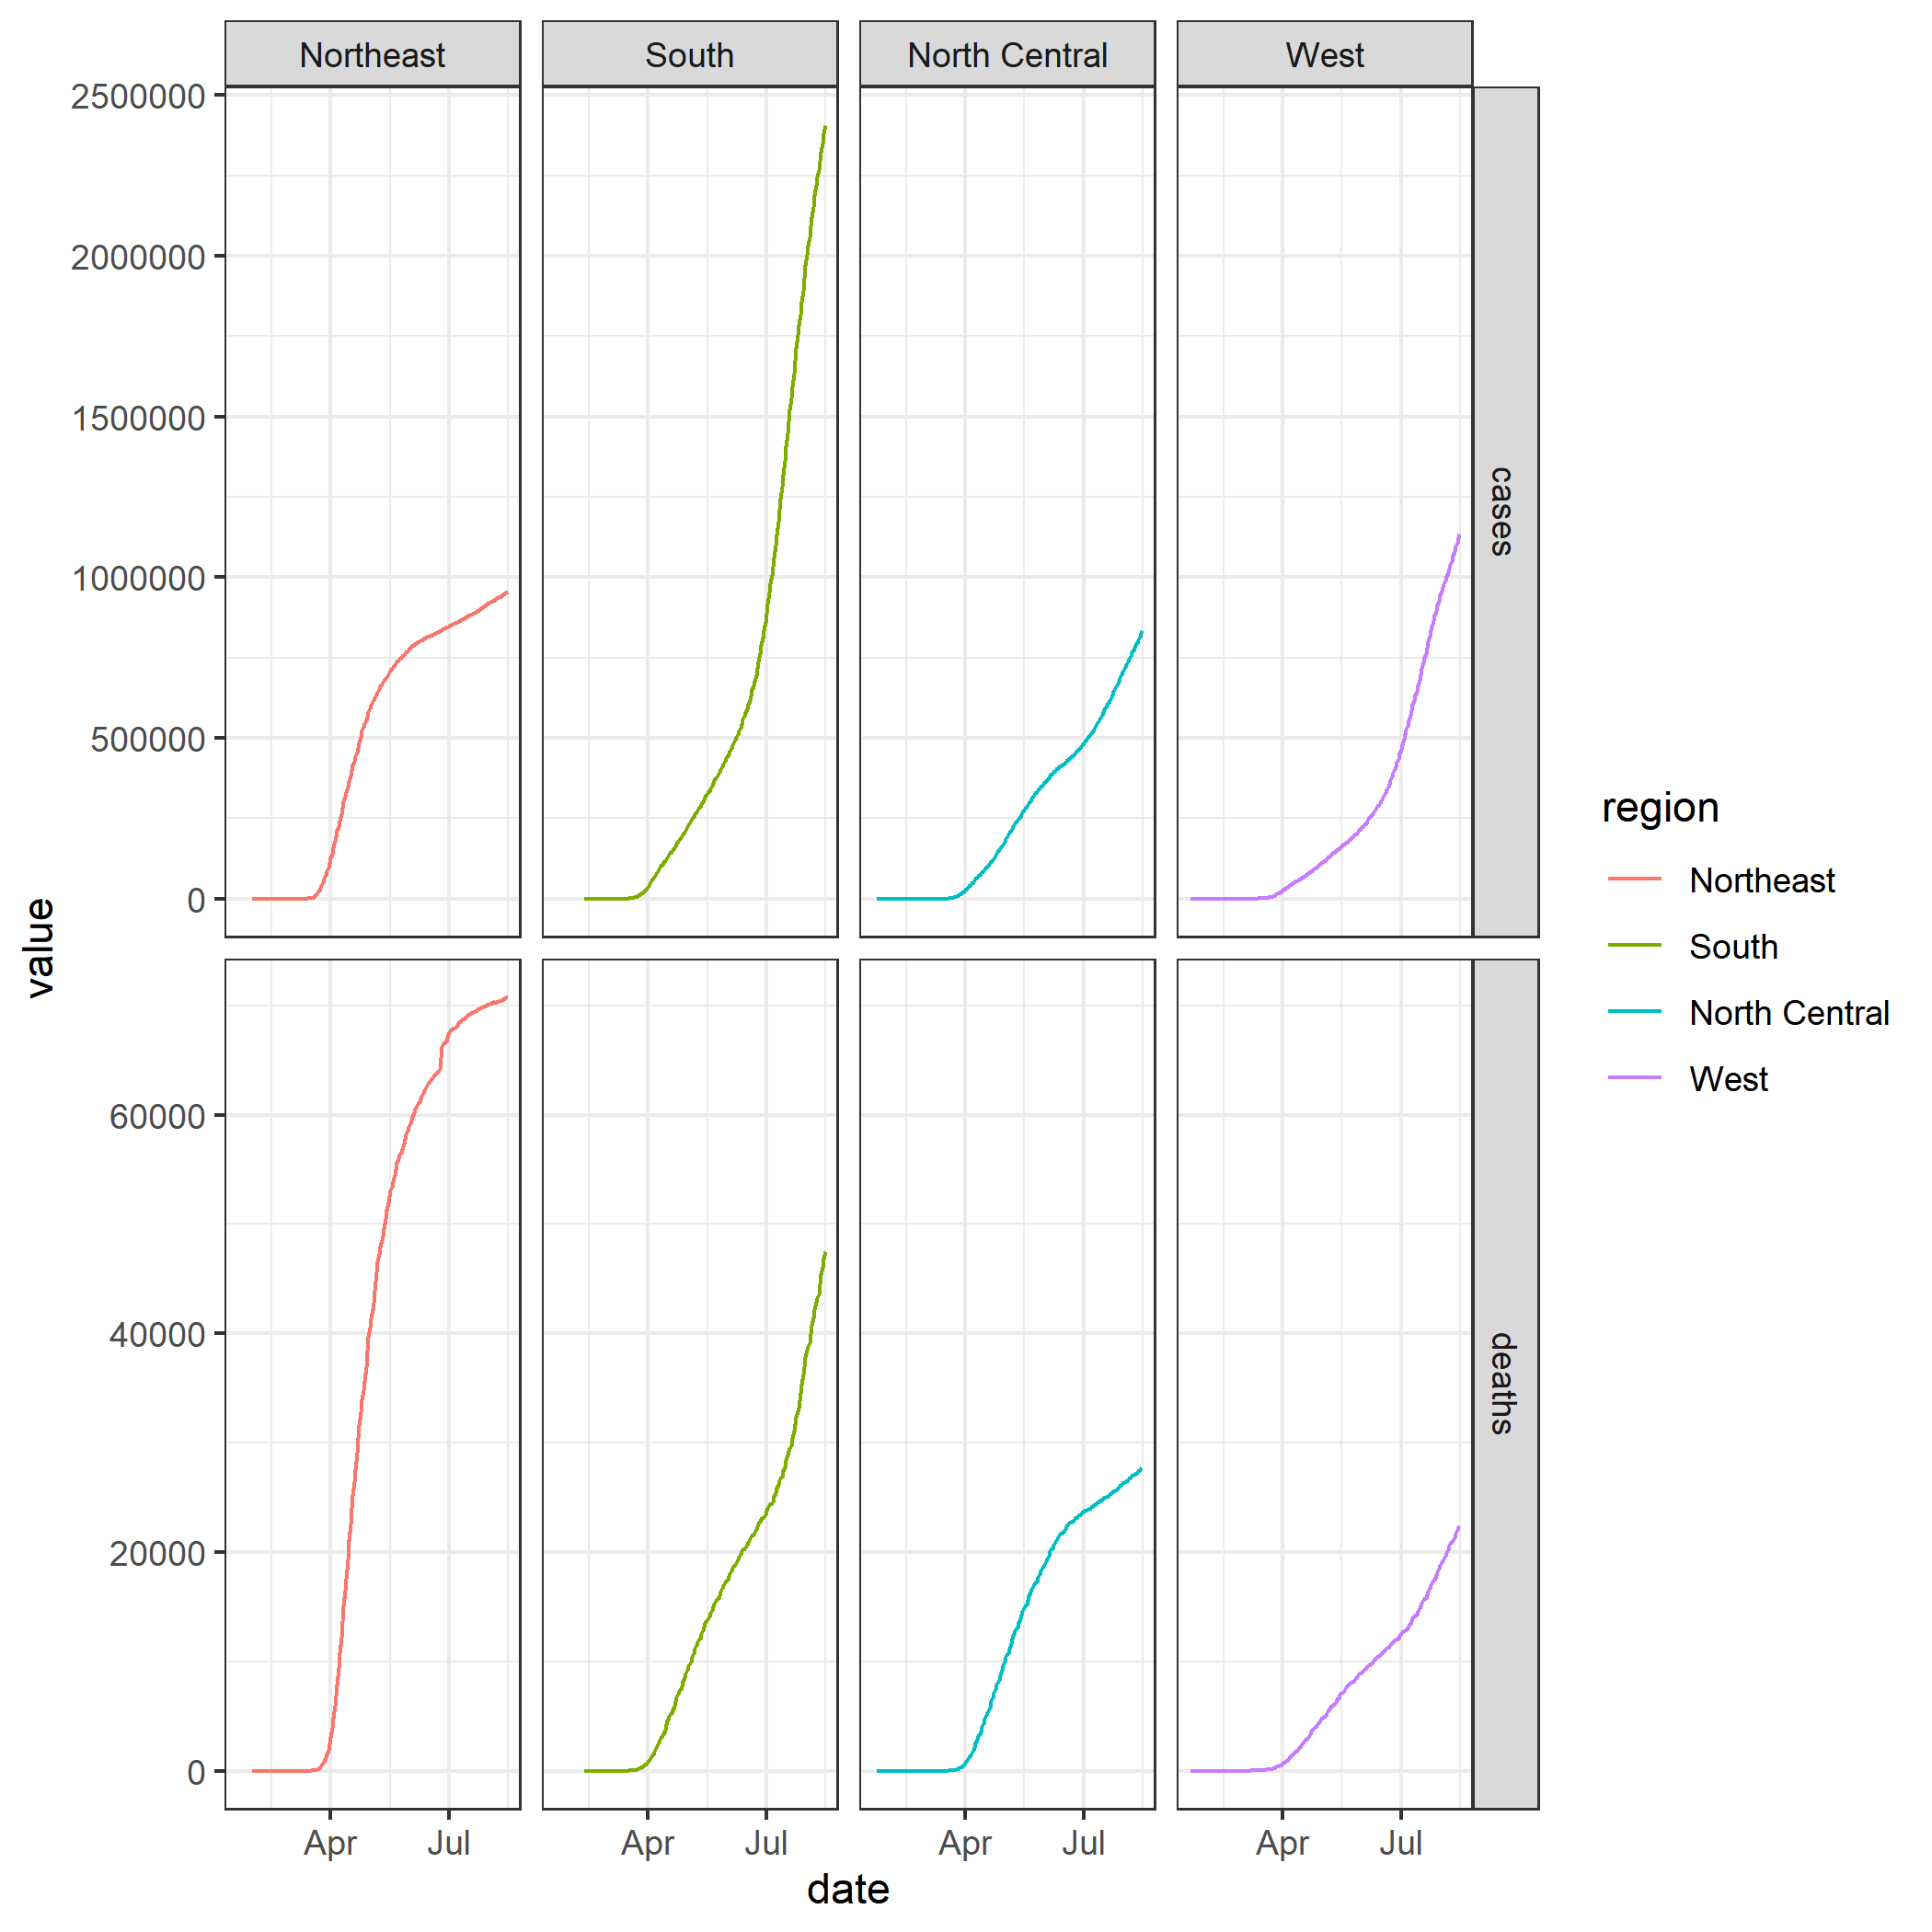 Northeast
South
North Central
West
2500000
2000000
1500000
1000000
500000
0
cases
60000
40000
20000
0
deaths
value
Apr Jul
Apr Jul
Apr Jul
Apr Jul
date
region
Northeast
South
North Central
West